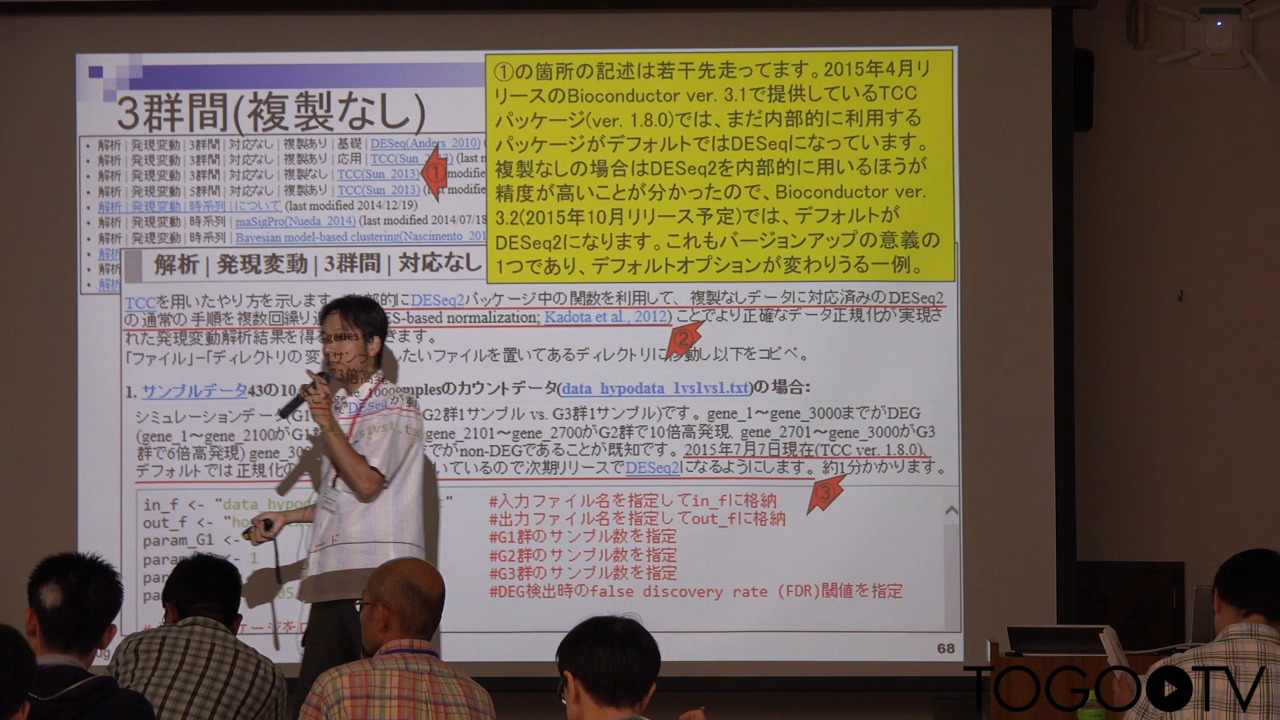 3群間(複製なし)
①の箇所の記述は若干先走ってます。2015年4月リ
リースのBioconductor ver. 3.1で提供しているTCC
パッケージ(ver. 1.8.0)では、まだ内部的に利用する
パッケージがデフォルトではDESeqになっています。
複製なしの場合はDESeq2を内部的に用いるほうが
精度が高いことが分かったので、Bioconductor ver.
3.2(2015年10月リリース予定)では、デフォルトが
DESeq2になります。これもバージョンアップの意義の
1つであり、デフォルトオプションが変わりうる一例。
• 解析 | 発現変動 | 3群間 | 対応なし | 複製あり | 基礎 | DESeq(Anders_2010)
• 解析 | 発現変動 | 3群間 | 対応なし | 複製あり | 応用 | TCC(Sun_2013) (last
• 解析 | 発現変動 | 3群間 | 対応なし | 複製なし | TCC(Sun_2013) modifie
• 解析 | 発現変動 | 5群間 | 対応なし | 複製あり | TCC(Sun_2013) modifie
• 解析 | 発現変動 | 時系列 | について (last modified 2014/12/19)
• 解析 | 発現変動 | 時系列 | maSigPro(Nueda_2014) (last modified 2014/07/18
• 解析 | 発現変動 | 時系列 | Bayesian model-based clustering(Nascimento_201
• 解析
• 解析
• 解析
①
解析 | 発現変動 | 3群間 | 対応なし
TCCを用いたやり方を示します 部的にDESeq2パッケージ中の関数を利用して、複製なしデータに対応済みのDESeq2
の通常の手順を複数回繰り ES-based normalization; Kadota et al., 2012) ことでより正確なデータ正規化が実現さ
れた発現変動解析結果を得 きます。
②
「ファイル」−「ディレクトリの変 たいファイルを置いてあるディレクトリに移動し以下をコピペ。
1. サンプルデータ43の10 mplesのカウントデータ(data_hypodata_1vs1vs1.txt)の場合:
シミュレーションデータ(G1 G2群1サンプル vs. G3群1サンプル)です。gene_1〜gene_3000までがDEG
(gene_1〜gene_2100がG1 gene_2101〜gene_2700がG2群で10倍高発現、gene_2701〜gene_3000がG3
群で6倍高発現) gene_300 までがnon-DEGであることが既知です。2015年7月7日現在(TCC ver. 1.8.0)、
デフォルトでは正規化の いているので次期リリースでDESeq2になるようにします。約1分かかります。
③
in_f <- "data_hypod t" #入力ファイル名を指定してin_fに格納
out_f <- "ho #出力ファイル名を指定してout_fに格納
param_G1 <- #G1群のサンプル数を指定
param 1 #G2群のサンプル数を指定
par #G3群のサンプル数を指定
pa 05 #DEG検出時のfalse discovery rate (FDR)閾値を指定
68
TOGO TV